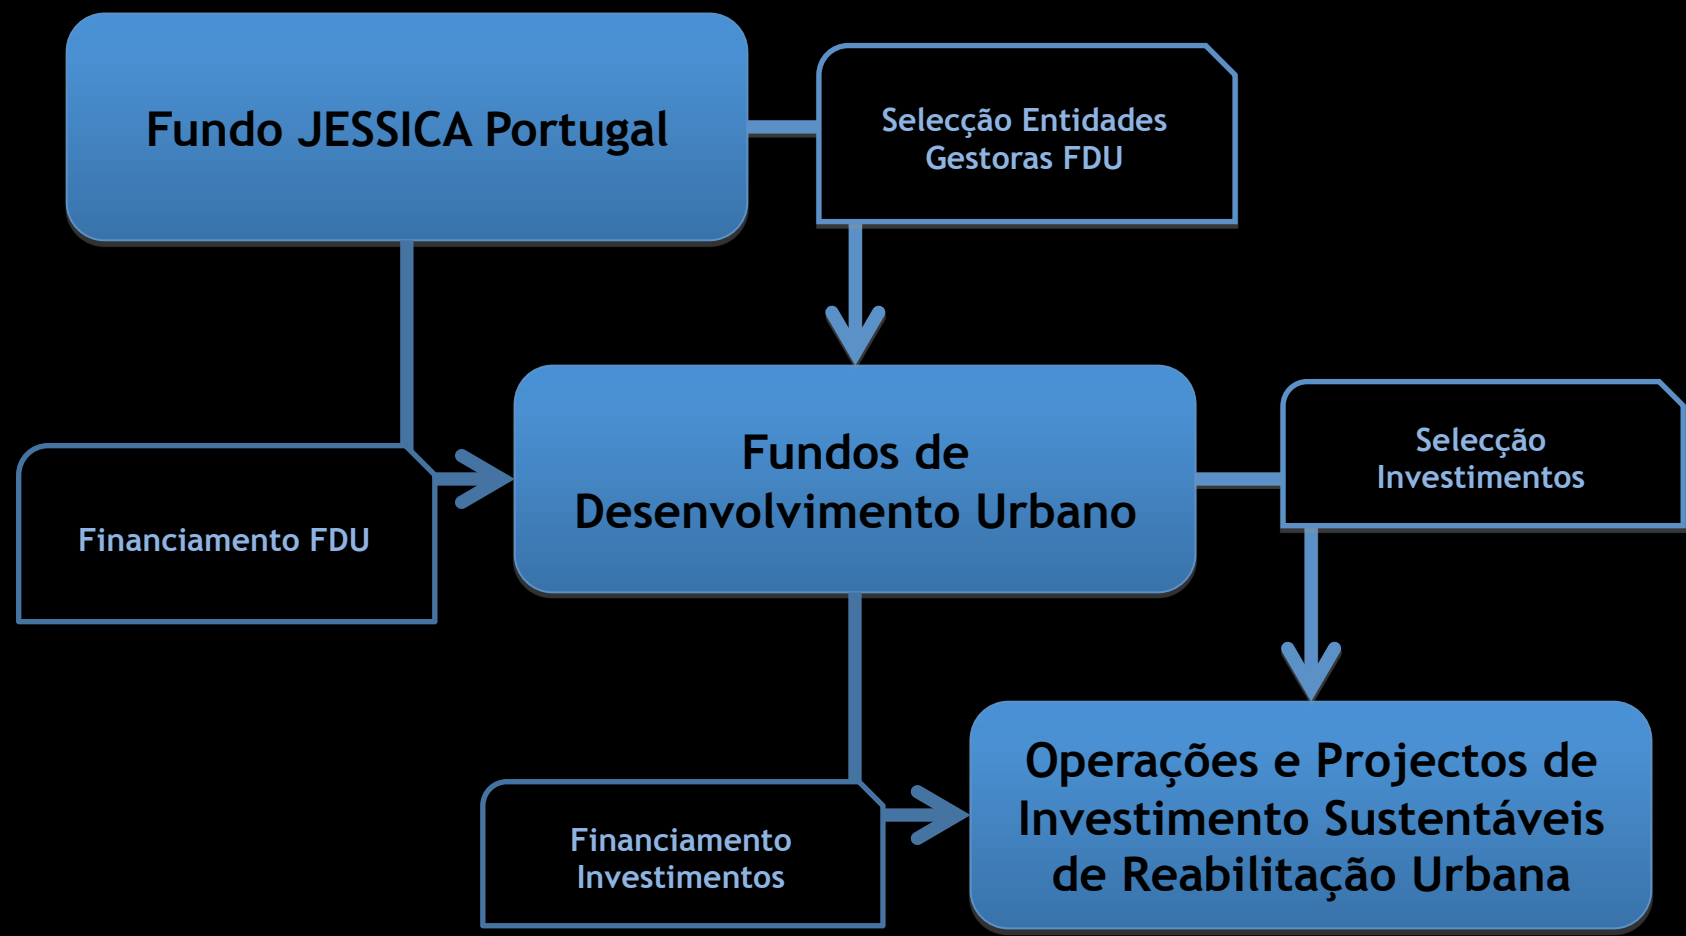 Fundo JESSICA Portugal
Selecção Entidades
Gestoras FDU
Fundos de
Desenvolvimento Urbano
Selecção
Investimentos
Financiamento FDU
Operações e Projectos de
Investimento Sustentáveis
de Reabilitação Urbana
Financiamento
Investimentos